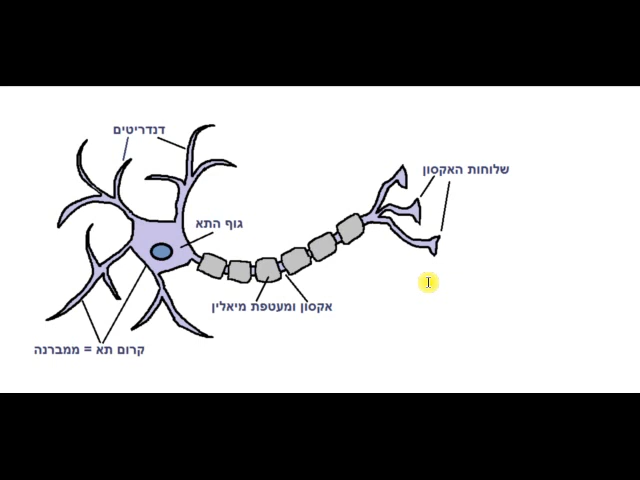 דנדריטים
שלוחות האקסון
גוף התא
אקסון ומעטפת מיאלין
קרום תא = ממברנה